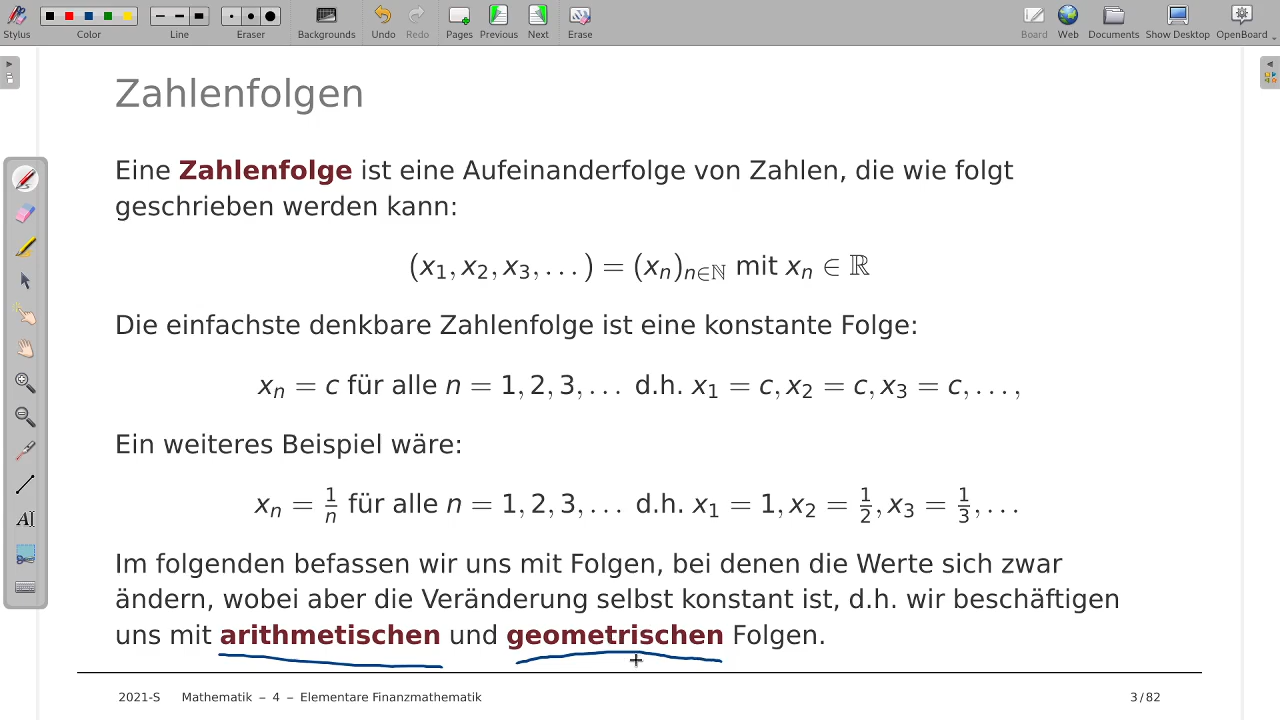 Stylus Color Line Eraser Backgrounds Undo Redo Pages Previous Next Erase Board Web Documents Show Desktop OpenBoard
Zahlenfolgen
Eine Zahlenfolge ist eine Aufeinanderfolge von Zahlen, die wie folgt
geschrieben werden kann:
(x₁, x₂, x₃, . . . ) = (xₙ)ₙ∈ℕ mit xₙ ∈ ℝ
Die einfachste denkbare Zahlenfolge ist eine konstante Folge:
xₙ = c für alle n = 1, 2, 3, . . . d.h. x₁ = c, x₂ = c, x₃ = c, . . . ,
Ein weiteres Beispiel wäre:
xₙ = 1/n für alle n = 1, 2, 3, . . . d.h. x₁ = 1, x₂ = 1/2, x₃ = 1/3, . . .
Im folgenden befassen wir uns mit Folgen, bei denen die Werte sich zwar
ändern, wobei aber die Veränderung selbst konstant ist, d.h. wir beschäftigen
uns mit arithmetischen und geometrischen Folgen.
2021-S Mathematik – 4 – Elementare Finanzmathematik 3 / 82